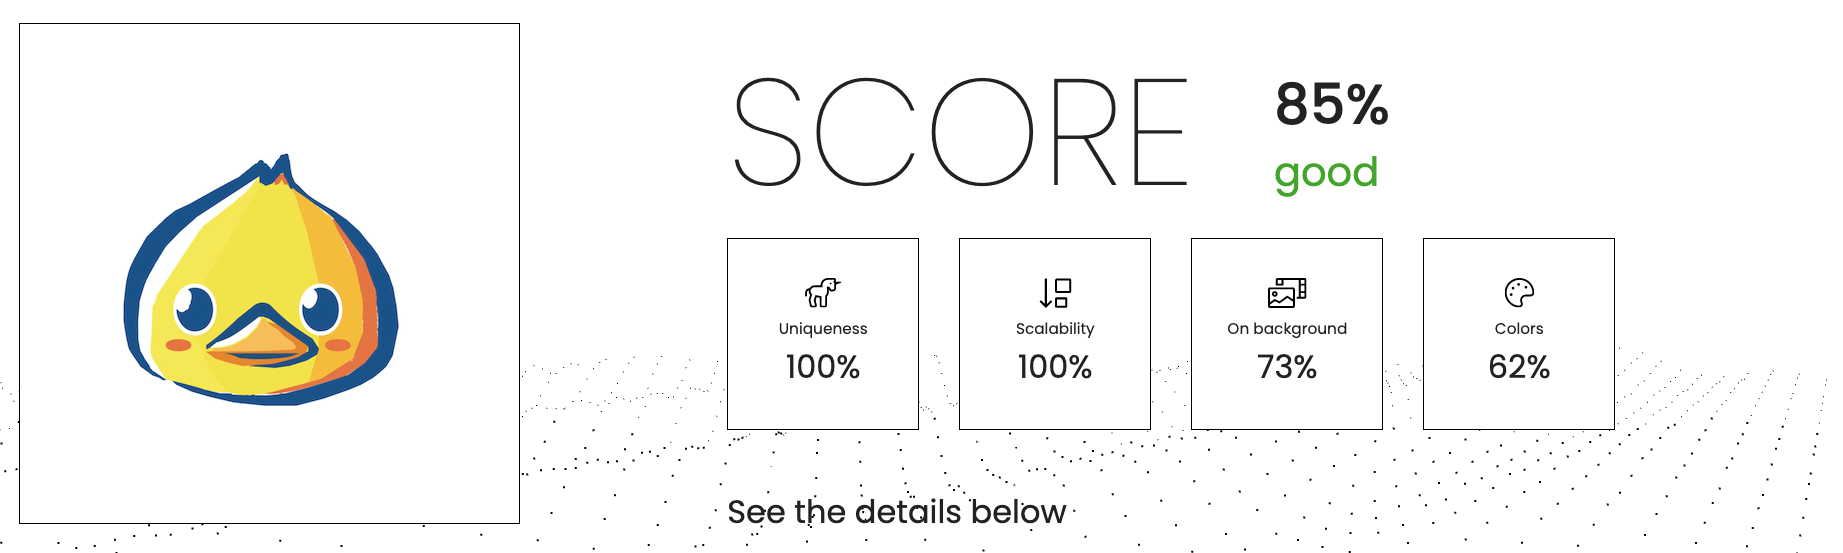 SCORE
85%
good
Uniqueness
100%
Scalability
100%
On background
73%
Colors
62%
See the details below